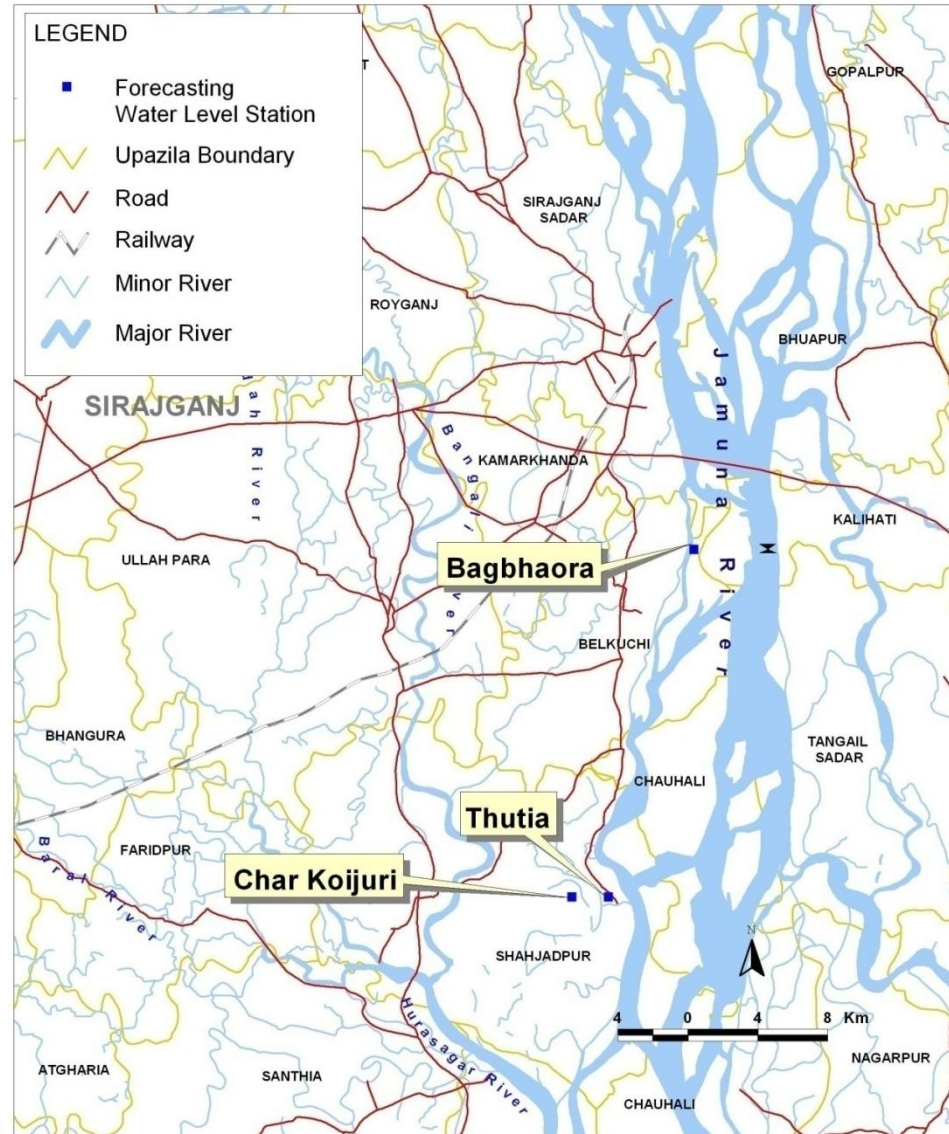 LEGEND
Forecasting
Water Level Station
Upazila Boundary
Road
Railway
Minor River
Major River
T
GOPALPUR
SIRAJGANJ
SADAR
ROYGANJ
BHUAPUR
Jamuna River
SIRAJGANJ
ah River
Bangali
ver
KAMARKHANDA
KALIHATI
ULLAH PARA
Bagbhaora
BELKUCHI
BHANGURA
TANGAIL
SADAR
CHAUHALI
Thutia
Baral River
FARIDPUR
Char Koijuri
SHAHJADPUR
N
Hurasagar River
4 0 4 8 Km
NAGARPUR
ATGHARIA
SANTHIA
CHAUHALI